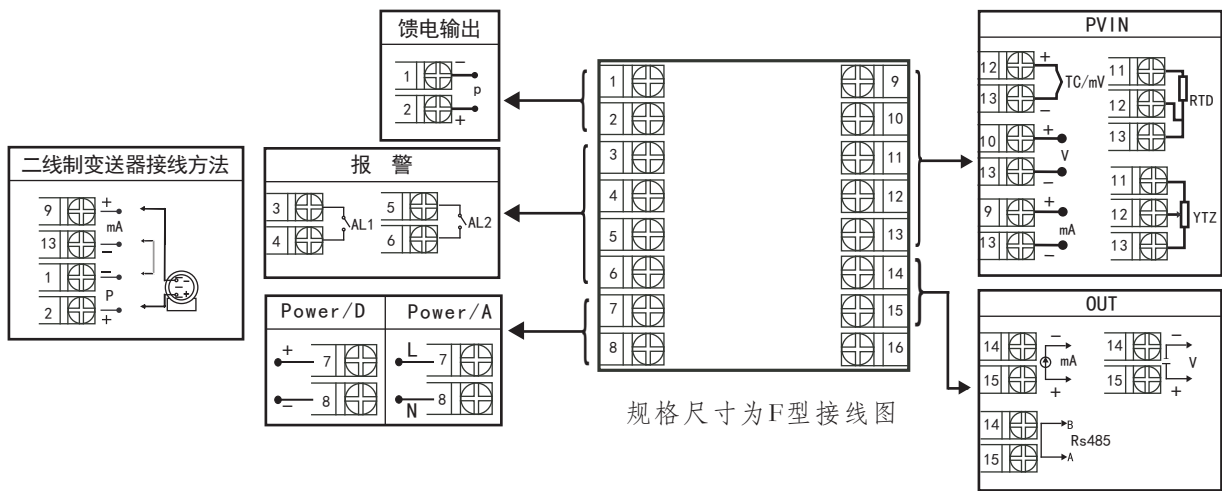 馈电输出
1
−
p
2
+
二线制变送器接线方法
9
+
mA
13
−
1
−
P
2
+
−
−
− +
报 警
3
AL1
4
5
AL2
6
Power/D
Power/A
+
7
−
8
L
7
N
8
1
2
3
4
5
6
7
8
9
10
11
12
13
14
15
16
规格尺寸为F型接线图
PVIN
12
+
TC/mV
13
−
10
+
V
13
−
9
+
mA
13
−
11
12
RTD
13
11
12
YTZ
13
OUT
14
−
mA
15
+
14
−
V
15
+
14
B
Rs485
15
A